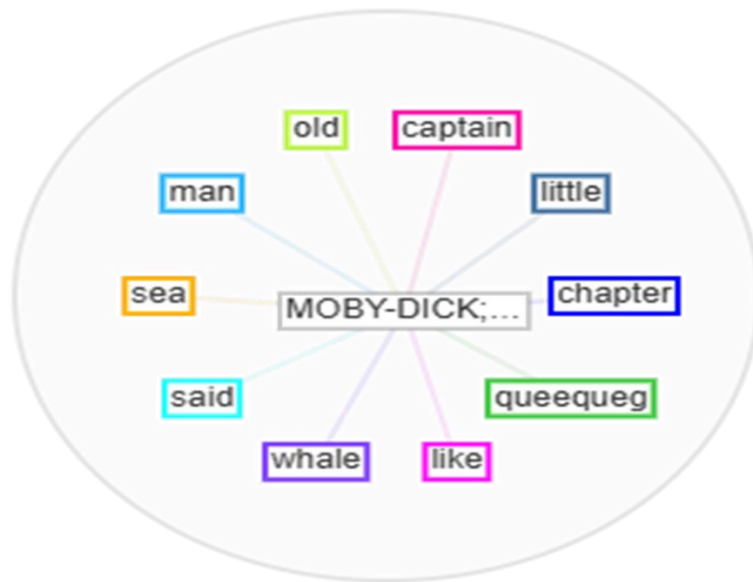 old
captain
man
little
sea
MOBY-DICK;...
chapter
said
queequeg
whale
like